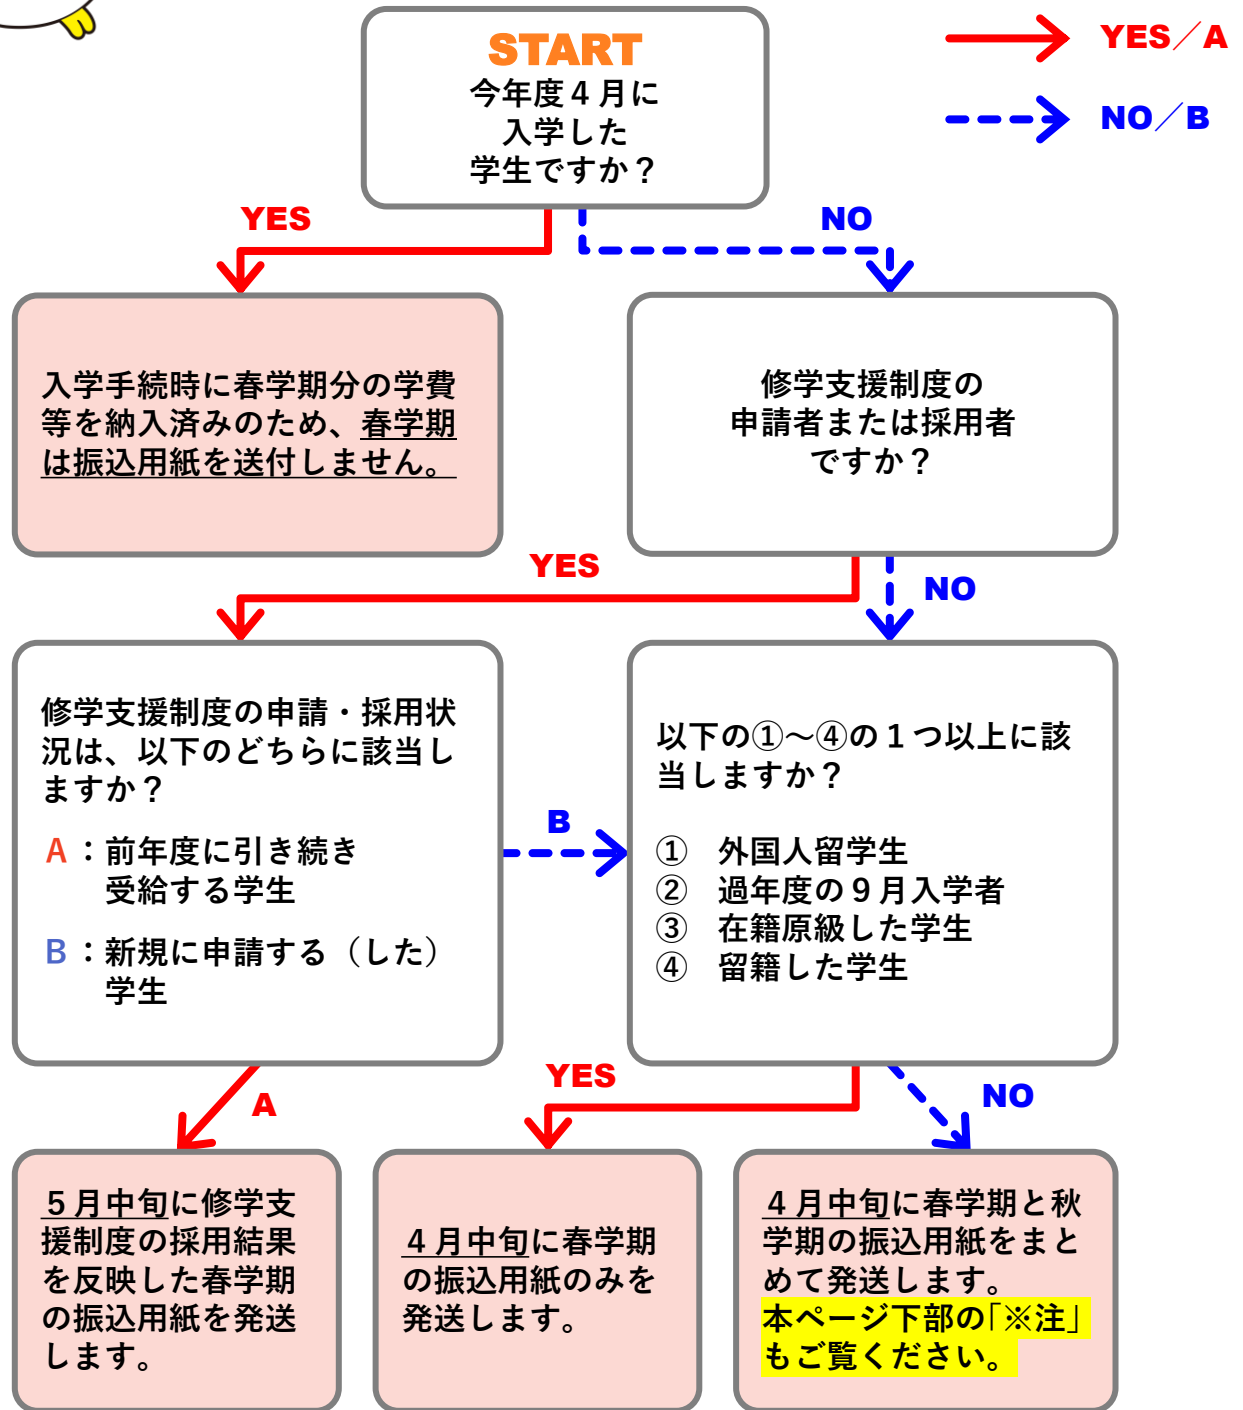 START
今年度４月に
入学した
学生ですか？
YES／A
NO／B
YES
NO
入学手続時に春学期分の学費
等を納入済みのため、春学期
は振込用紙を送付しません。
修学支援制度の
申請者または採用者
ですか？
YES
NO
修学支援制度の申請・採用状
況は、以下のどちらに該当し
ますか？
A：前年度に引き続き
受給する学生
B：新規に申請する（した）
学生
B
以下の①～④の１つ以上に該
当しますか？
①　外国人留学生
②　過年度の９月入学者
③　在籍原級した学生
④　留籍した学生
A
YES
NO
５月中旬に修学支
援制度の採用結果
を反映した春学期
の振込用紙を発送
します。
４月中旬に春学期
の振込用紙のみを
発送します。
４月中旬に春学期と秋
学期の振込用紙をまと
めて発送します。
本ページ下部の「※注」
もご覧ください。